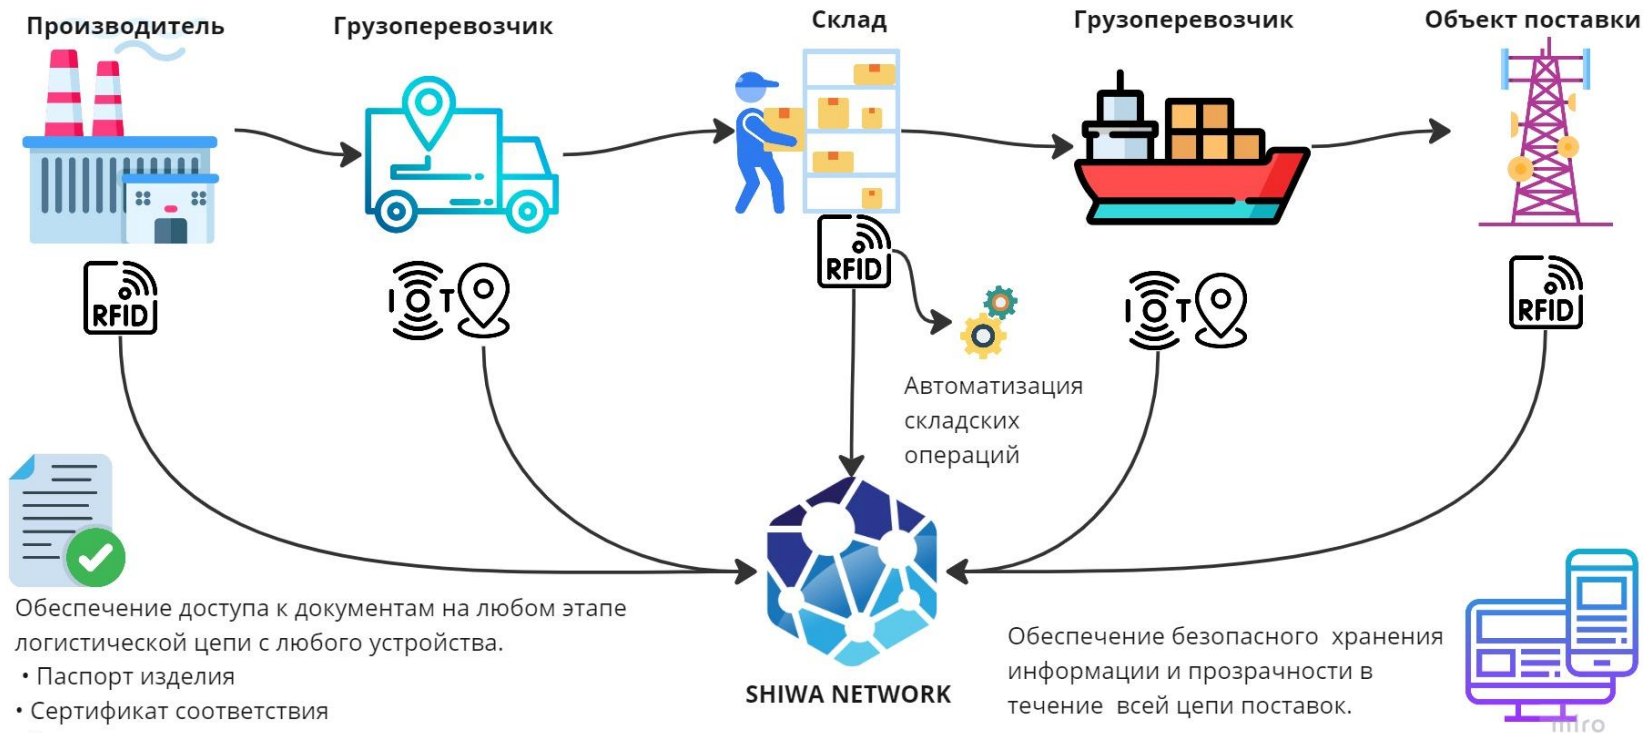 Производитель
Грузоперевозчик
Склад
Грузоперевозчик
Объект поставки
RFID
IOT
RFID
IOT
RFID
Автоматизация
складских
операций
Обеспечение доступа к документам на любом этапе
логистической цепи с любого устройства.
• Паспорт изделия
• Сертификат соответствия
SHIWA NETWORK
Обеспечение безопасного хранения
информации и прозрачности в
течение всей цепи поставок.
miro